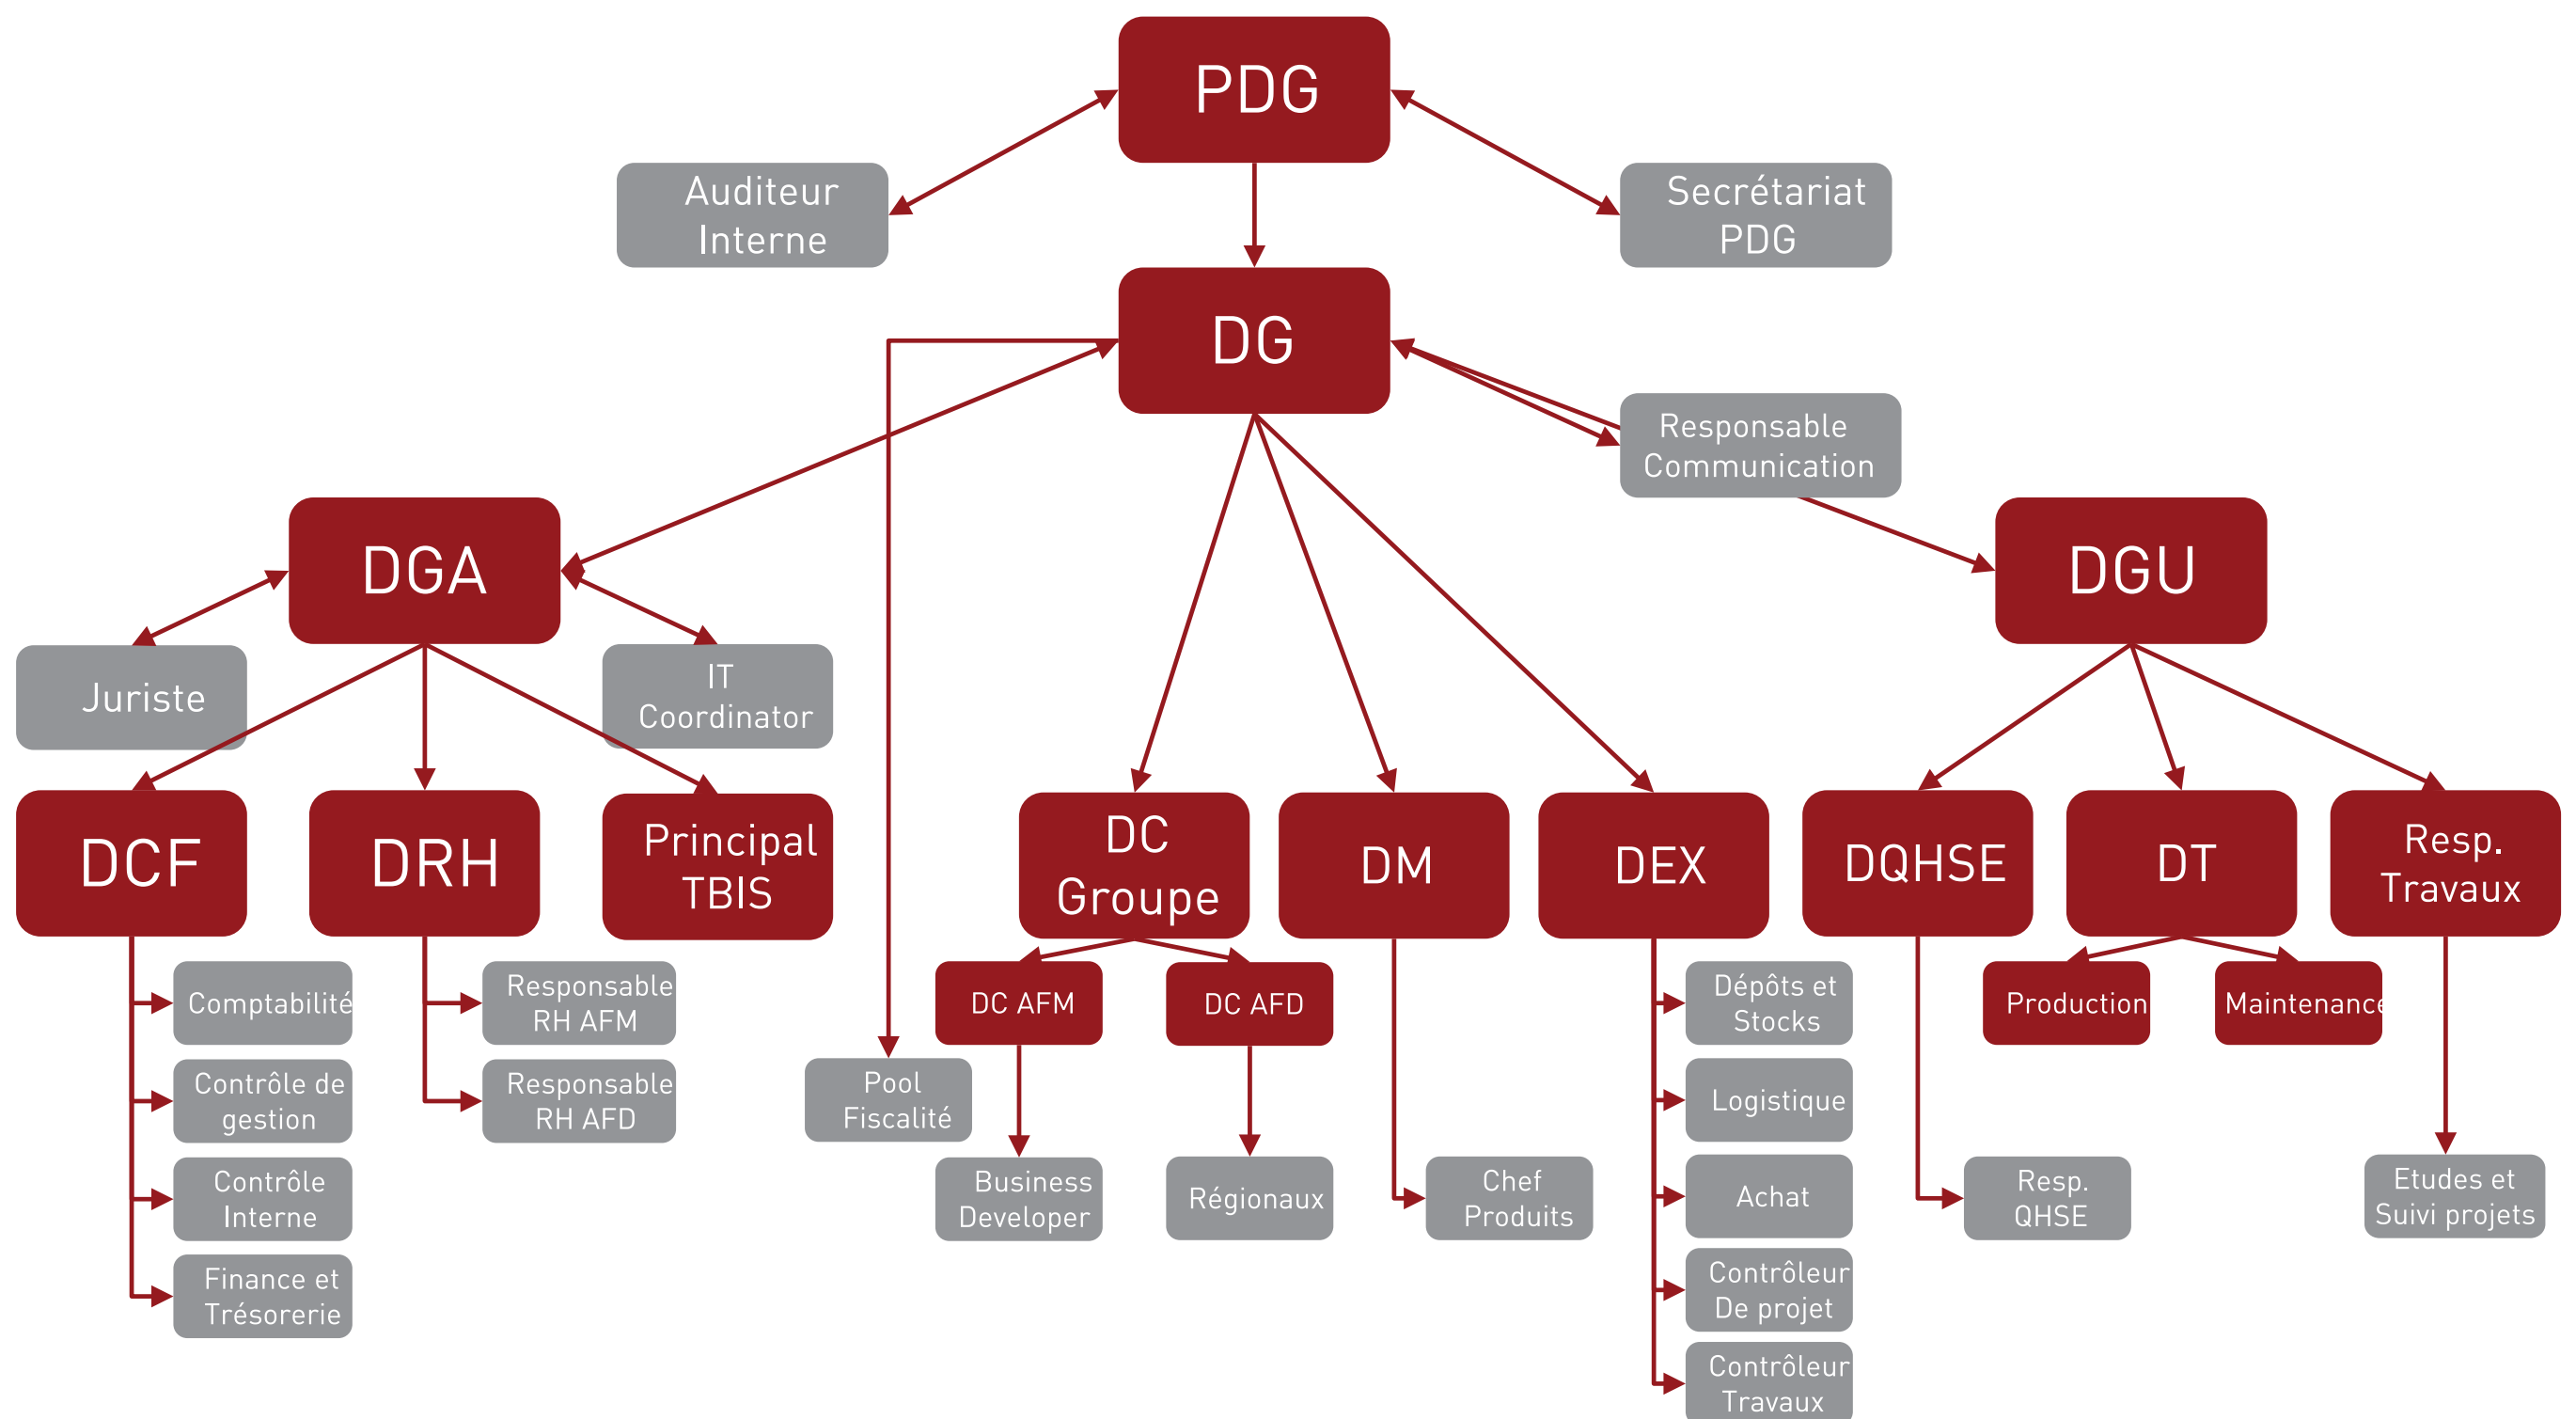 PDG
Auditeur
Interne
Secrétariat
PDG
DG
Responsable
Communication
DGA
DGU
Juriste
IT
Coordinator
DCF
DRH
Principal
TBIS
DC
Groupe
DM
DEX
DQHSE
DT
Resp.
Travaux
Comptabilité
Contrôle de
gestion
Contrôle
Interne
Finance et
Trésorerie
Responsable
RH AFM
Responsable
RH AFD
Pool
Fiscalité
DC AFM
DC AFD
Business
Developer
Régionaux
Chef
Produits
Dépôts et
Stocks
Logistique
Achat
Contrôleur
De projet
Contrôleur
Travaux
Production
Maintenance
Resp.
QHSE
Etudes et
Suivi projets